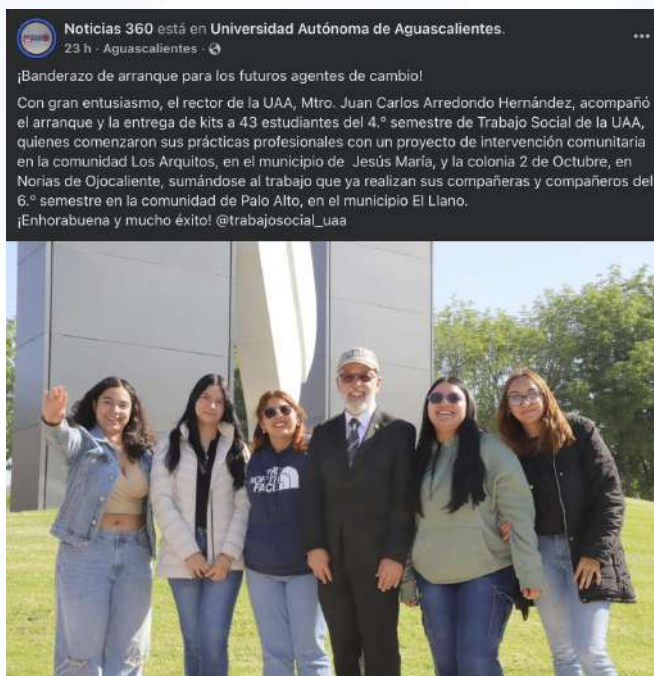 Noticias 360 está en Universidad Autónoma de Aguascalientes.
23 h · Aguascalientes ·
¡Banderazo de arranque para los futuros agentes de cambio!
Con gran entusiasmo, el rector de la UAA, Mtro. Juan Carlos Arredondo Hernández, acompañó
el arranque y la entrega de kits a 43 estudiantes del 4.º semestre de Trabajo Social de la UAA,
quienes comenzaron sus prácticas profesionales con un proyecto de intervención comunitaria
en la comunidad Los Arquitos, en el municipio de Jesús María, y la colonia 2 de Octubre, en
Norias de Ojocaliente, sumándose al trabajo que ya realizan sus compañeras y compañeros del
6.º semestre en la comunidad de Palo Alto, en el municipio El Llano.
¡Enhorabuena y mucho éxito! @trabajosocial_uaa
THE
NORTH
FACE